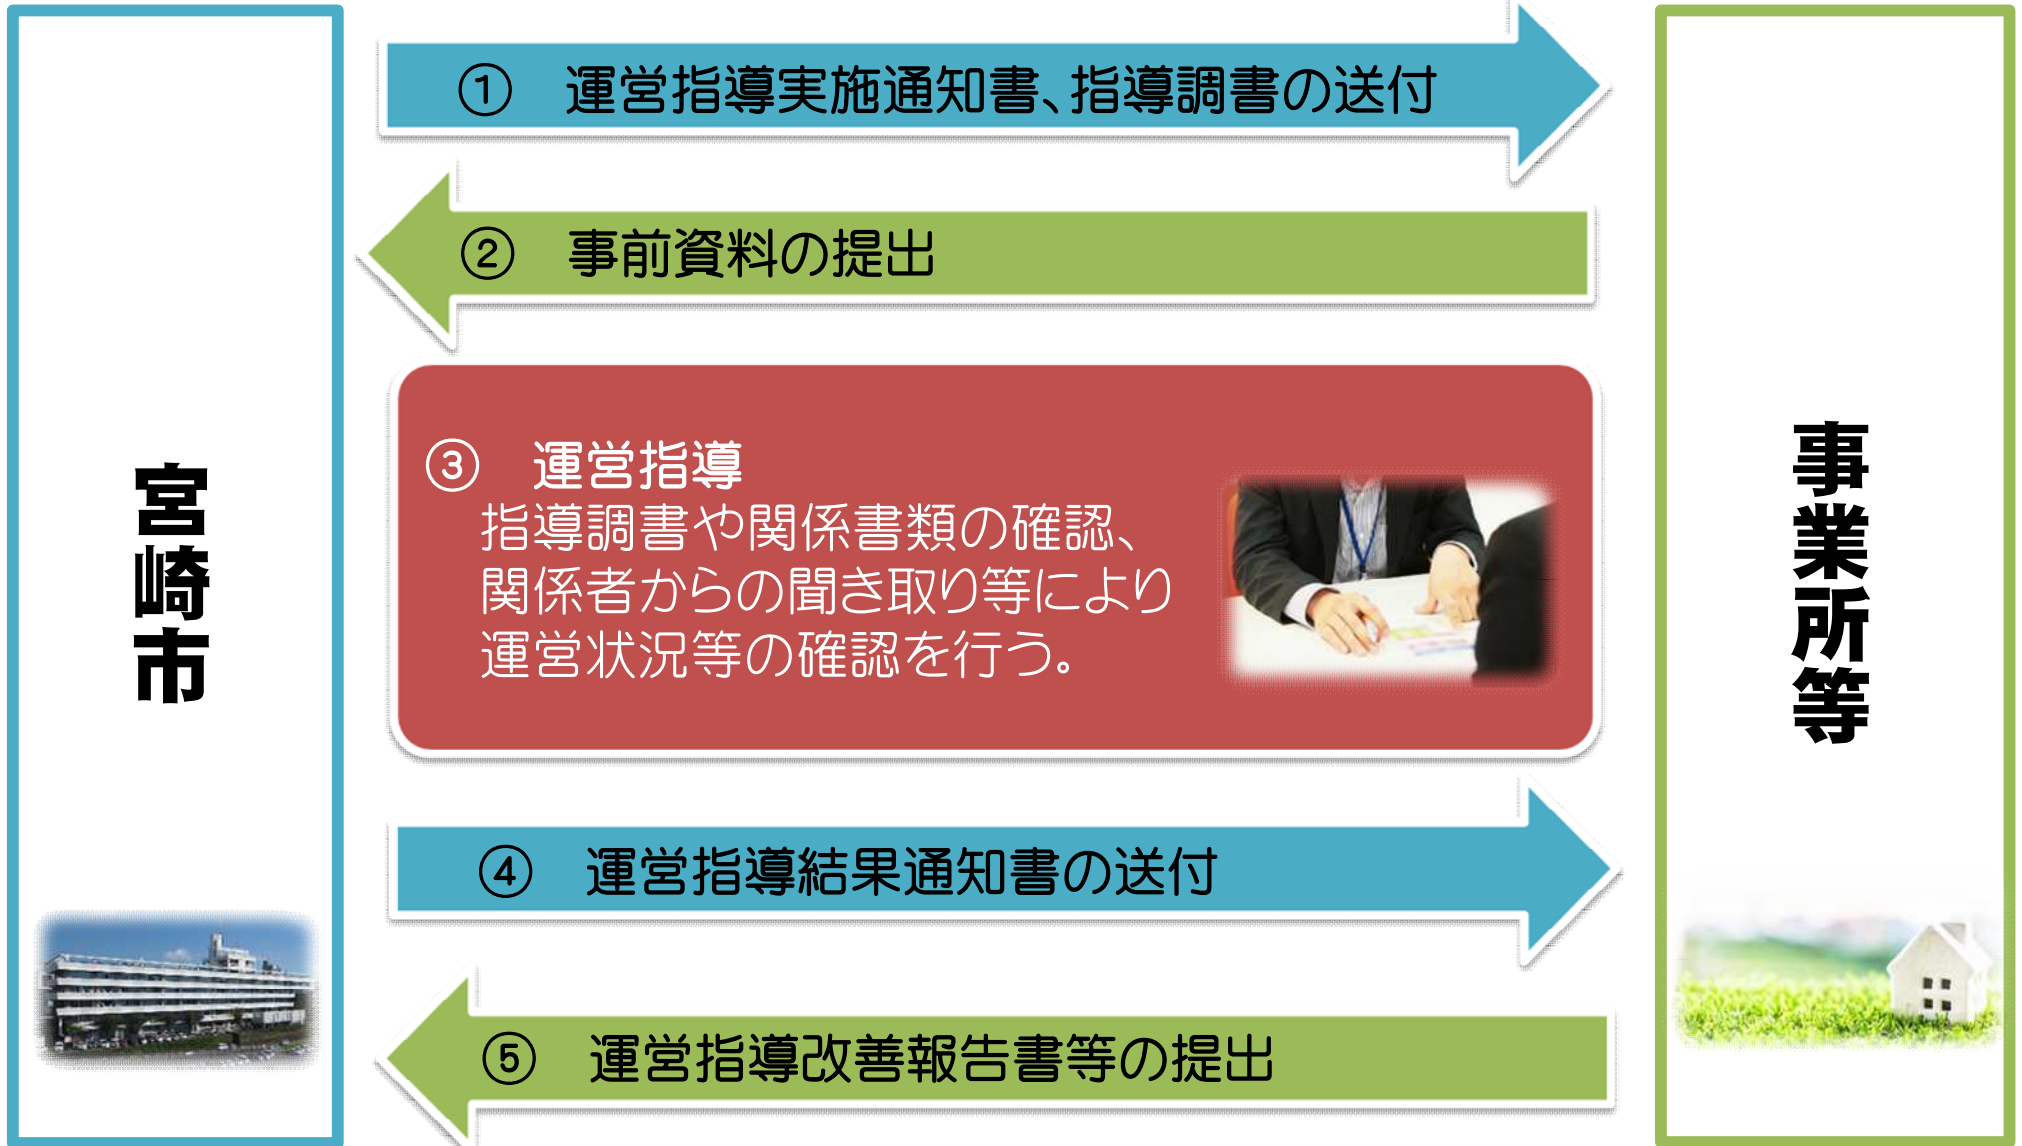 宮崎市
① 運営指導実施通知書、指導調書の送付
② 事前資料の提出
③ 運営指導
指導調書や関係書類の確認、
関係者からの聞き取り等により
運営状況等の確認を行う。
④ 運営指導結果通知書の送付
⑤ 運営指導改善報告書等の提出
事業所等